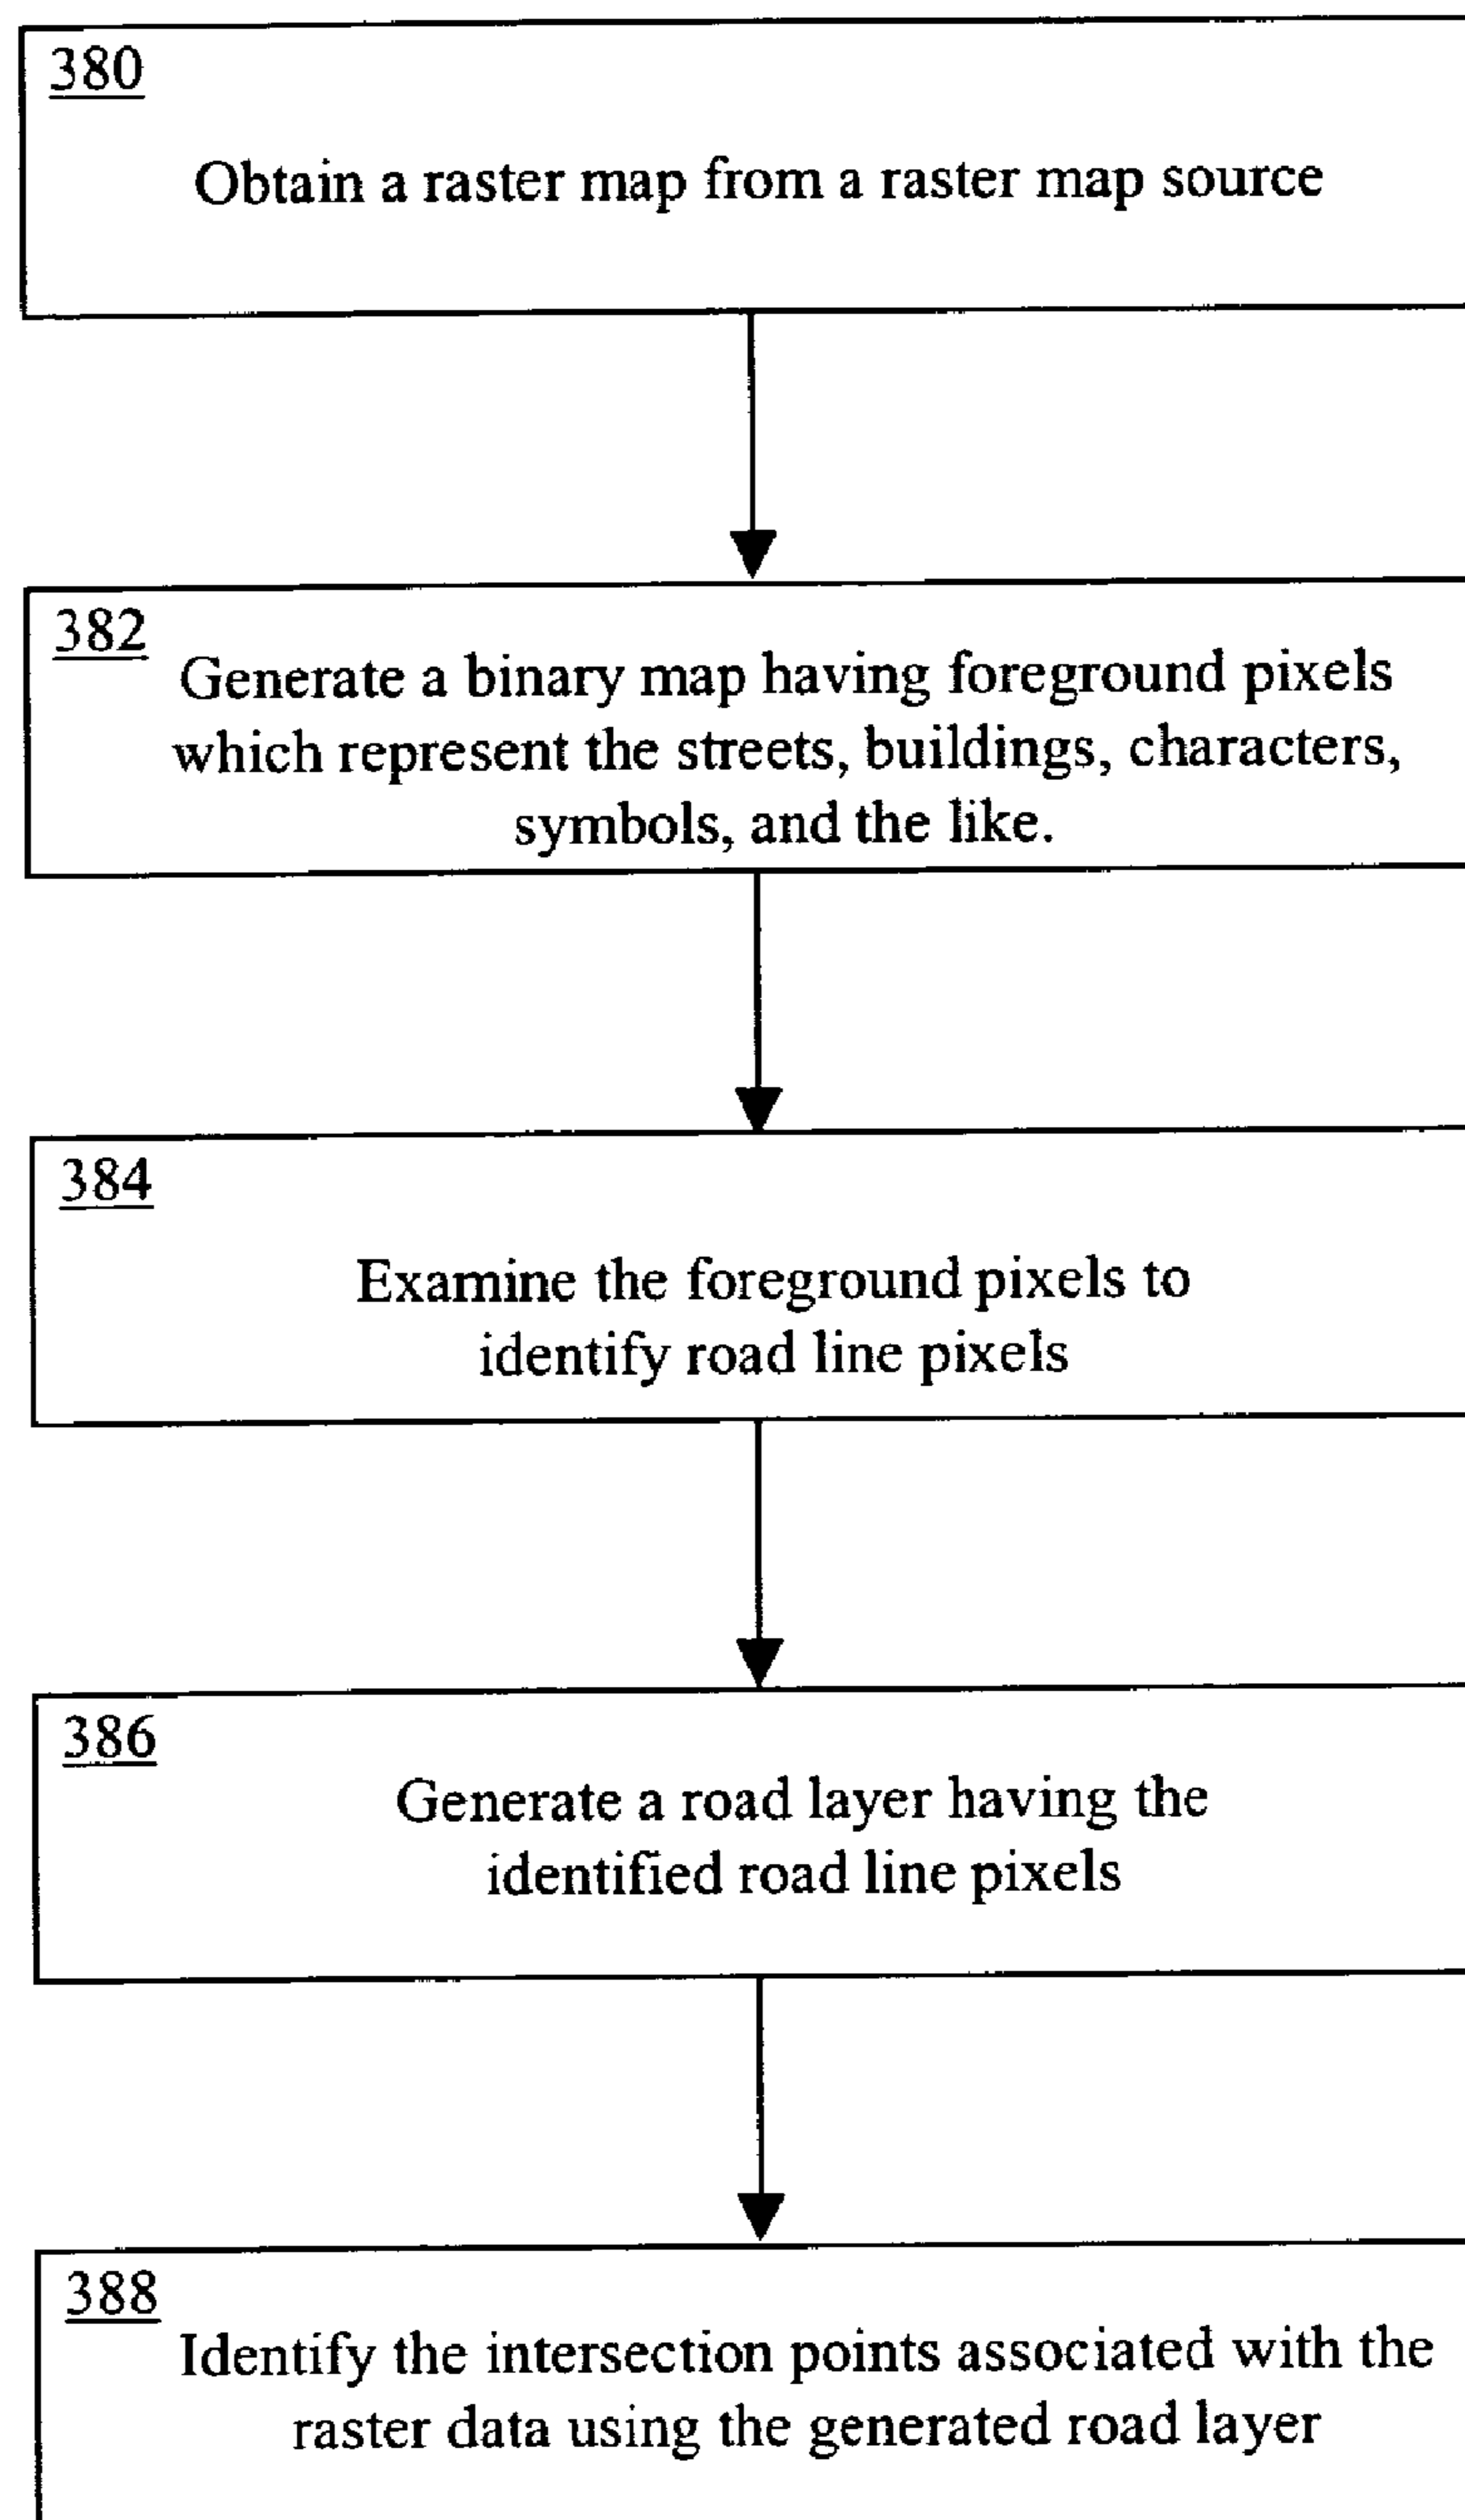 380
Obtain a raster map from a raster map source
382
Generate a binary map having foreground pixels
which represent the streets, buildings, characters,
symbols, and the like.
384
Examine the foreground pixels to
identify road line pixels
386
Generate a road layer having the
identified road line pixels
388
Identify the intersection points associated with the
raster data using the generated road layer